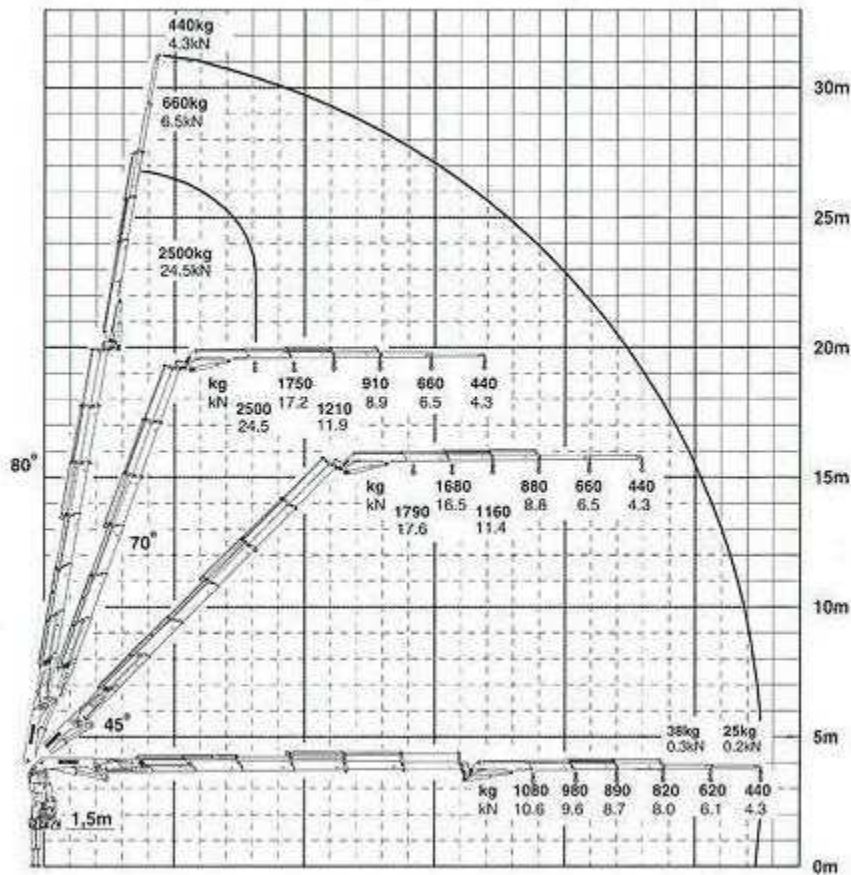 440kg
4.3kN
30m
660kg
6.5kN
25m
2500kg
24.5kN
20m
kg 1750 910 660 440
kN 2500 17.2 1210 8.9 6.5 4.3
24.5 11.9
80°
15m
kg 1680 880 660 440
kN 1790 16.5 1160 8.8 6.5 4.3
17.6 11.4
70°
10m
45°
38kg 25kg
0.3kN 0.2kN
5m
kg 1080 980 890 820 620 440
kN 10.6 9.6 8.7 8.0 6.1 4.3
1,5m
0m